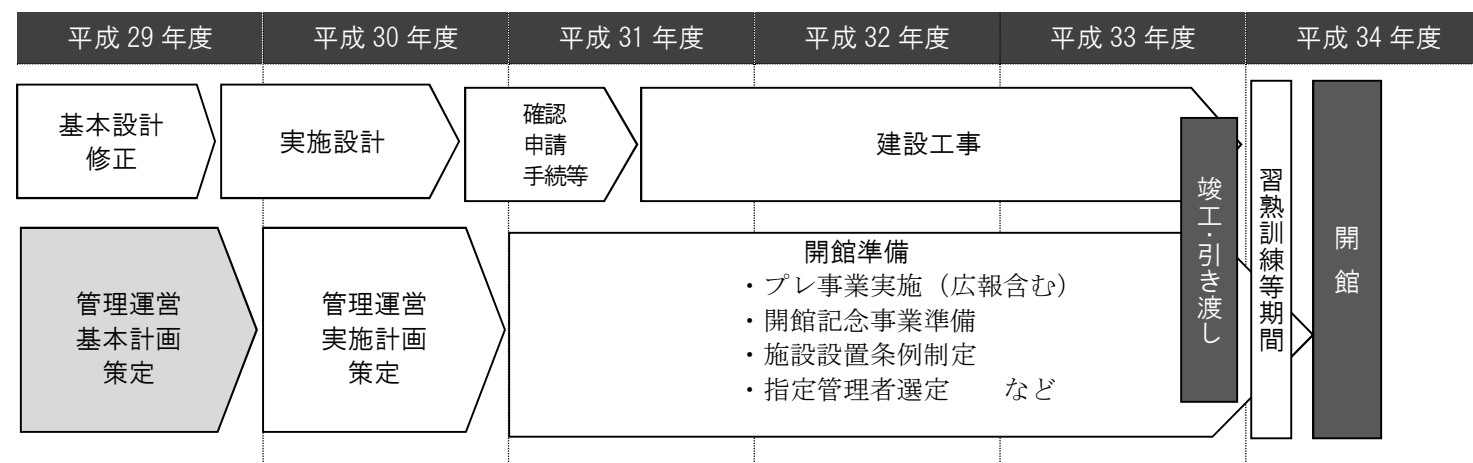 平成 29 年度
平成 30 年度
平成 31 年度
平成 32 年度
平成 33 年度
平成 34 年度
基本設計
修正
実施設計
確認
申請
手続等
建設工事
竣工・引き渡し
習熟訓練等期間
開館
管理運営
基本計画
策定
管理運営
実施計画
策定
開館準備
・プレ事業実施（広報含む）
・開館記念事業準備
・施設設置条例制定
・指定管理者選定　　など